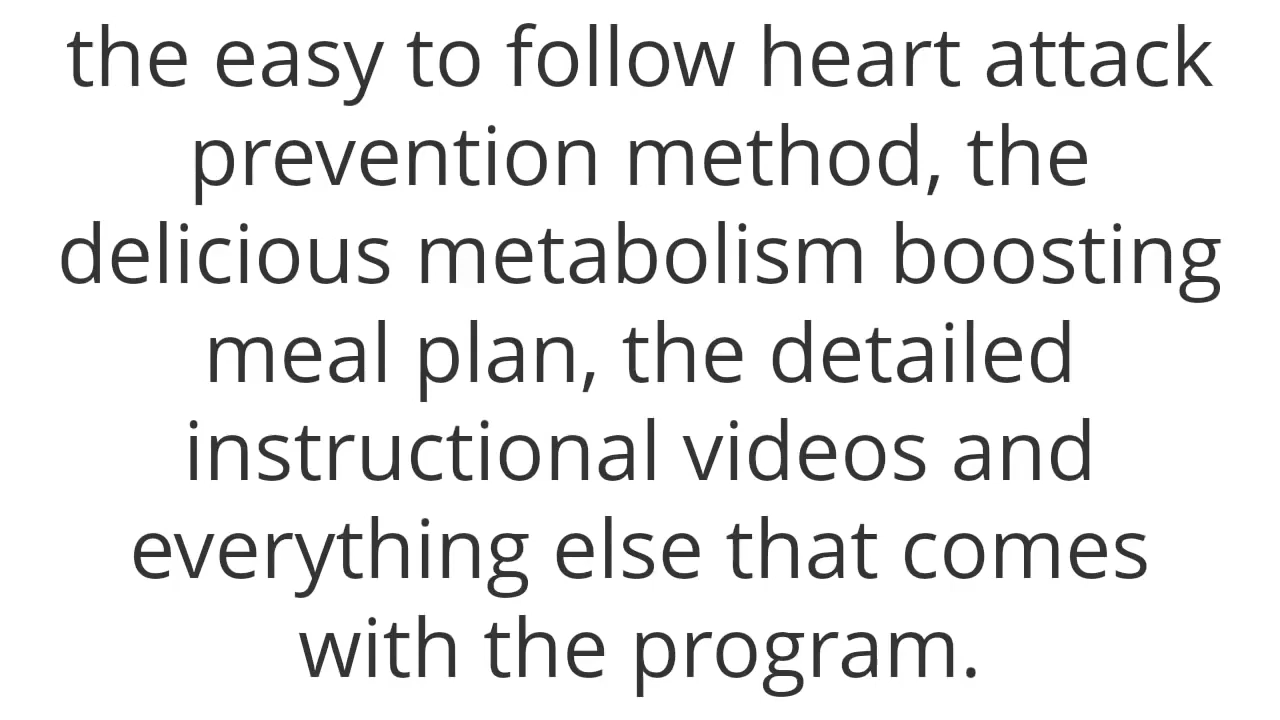 the easy to follow heart attack
prevention method, the
delicious metabolism boosting
meal plan, the detailed
instructional videos and
everything else that comes
with the program.